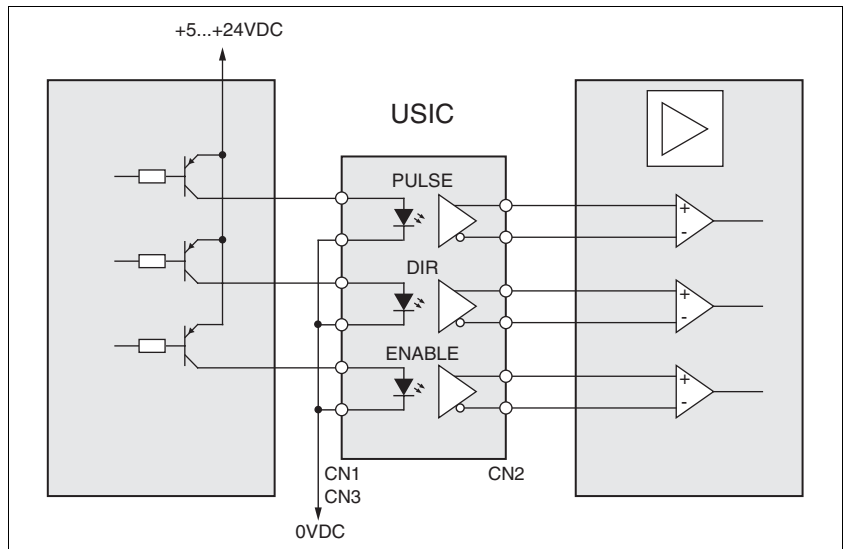 +5...+24VDC
USIC
PULSE
+
-
DIR
+
-
ENABLE
+
-
CN1
CN2
CN3
0VDC